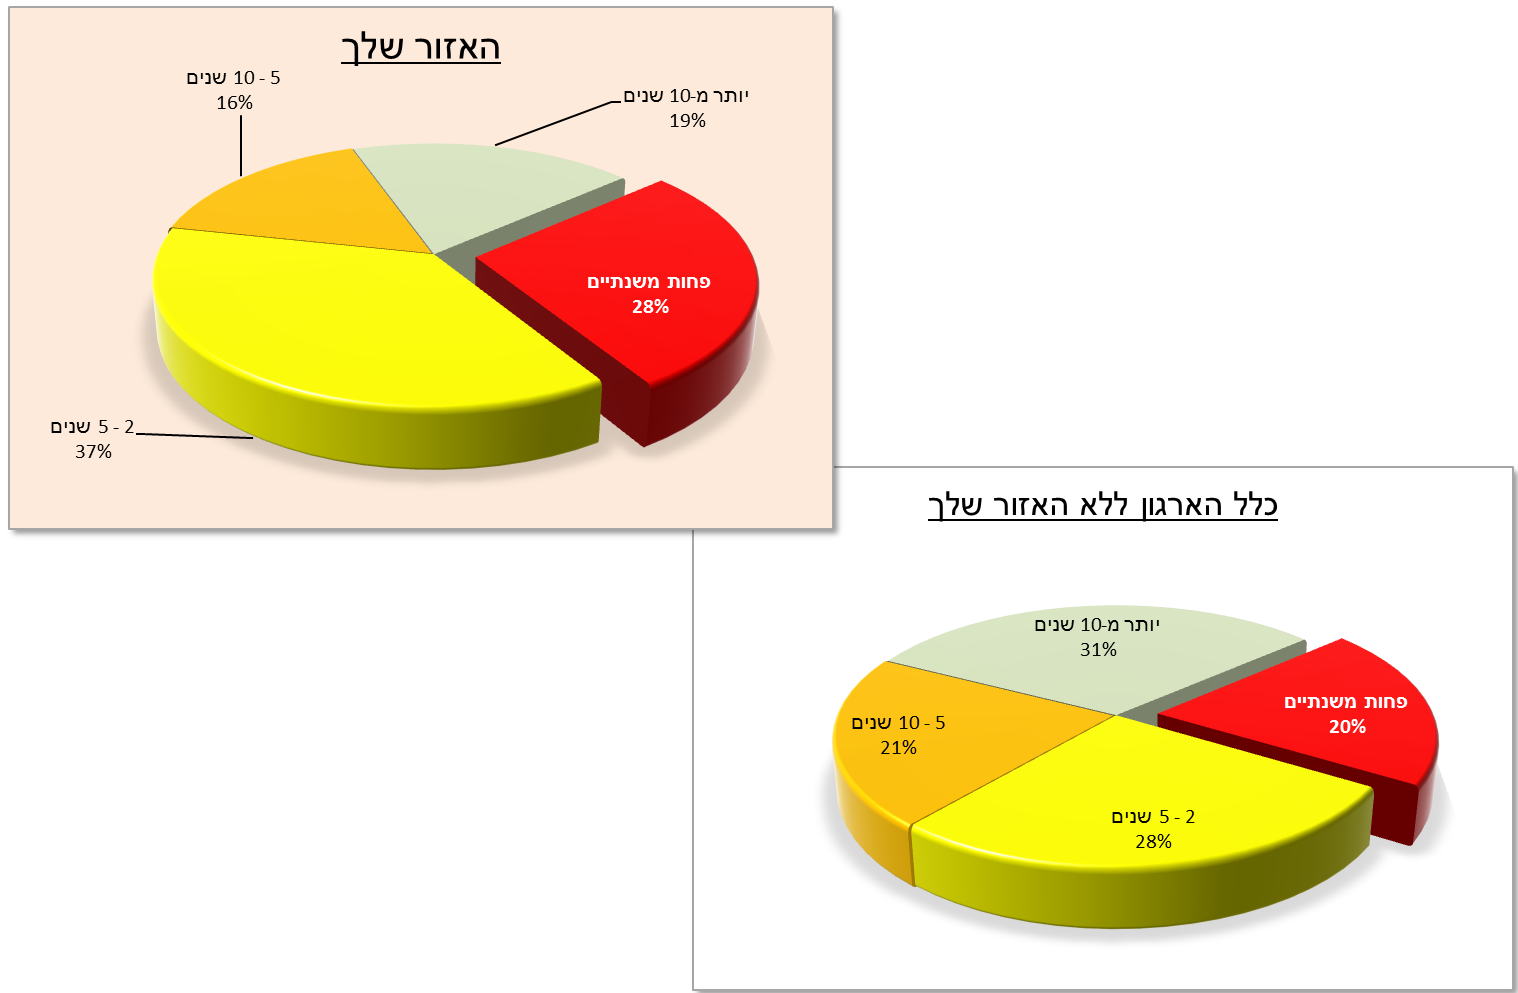 האזור שלך
5 - 10 שנים
16%
יותר מ-10 שנים
19%
פחות משנתיים
28%
2 - 5 שנים
37%
כלל הארגון ללא האזור שלך
יותר מ-10 שנים
31%
פחות משנתיים
20%
5 - 10 שנים
21%
2 - 5 שנים
28%